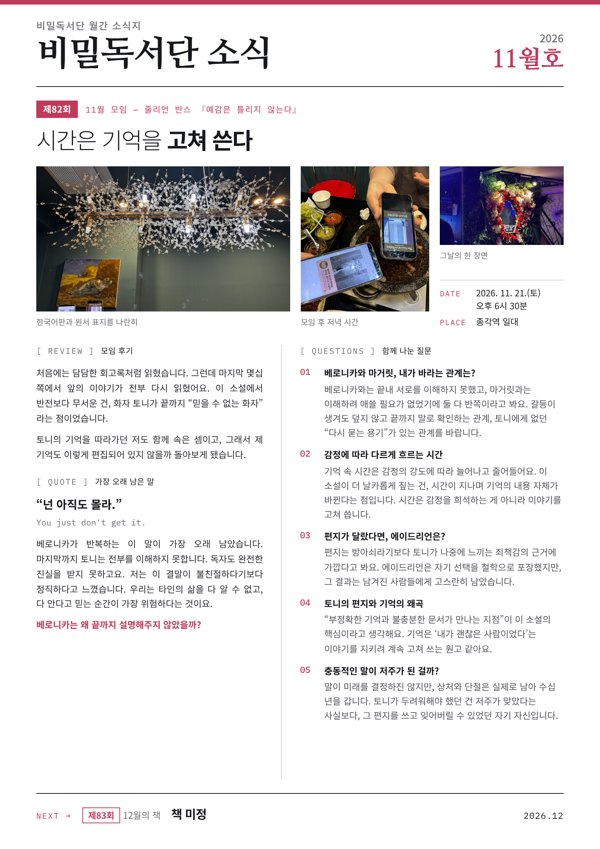 비밀독서단 월간 소식지
비밀독서단 소식
2026
11월호
제82회 11월 모임 — 줄리언 반스 『예감은 틀리지 않는다』
시간은 기억을 고쳐 쓴다
한국어판과 원서 표지를 나란히
모임 후 저녁 시간
그날의 한 장면
DATE 2026. 11. 21.(토)
오후 6시 30분
PLACE 종각역 일대
[ REVIEW ] 모임 후기
처음에는 담담한 회고록처럼 읽혔습니다. 그런데 마지막 몇십
쪽에서 앞의 이야기가 전부 다시 읽혔어요. 이 소설에서
반전보다 무서운 건, 화자 토니가 끝까지 “믿을 수 없는 화자”
라는 점이었습니다.
토니의 기억을 따라가던 저도 함께 속은 셈이고, 그래서 제
기억도 이렇게 편집되어 있지 않을까 돌아보게 됐습니다.
[ QUOTE ] 가장 오래 남은 말
“넌 아직도 몰라.”
You just don't get it.
베로니카가 반복하는 이 말이 가장 오래 남았습니다.
마지막까지 토니는 전부를 이해하지 못합니다. 독자도 완전한
진실을 받지 못하고요. 저는 이 결말이 불친절하다기보다
정직하다고 느꼈습니다. 우리는 타인의 삶을 다 알 수 없고,
다 안다고 믿는 순간이 가장 위험하다는 것이요.
베로니카는 왜 끝까지 설명해주지 않았을까?
[ QUESTIONS ] 함께 나눈 질문
01 베로니카와 마거릿, 내가 바라는 관계는?
베로니카와는 끝내 서로를 이해하지 못했고, 마거릿과는
이해하려 애쓸 필요가 없었기에 둘 다 반쪽이라고 봐요. 갈등이
생겨도 덮지 않고 끝까지 말로 확인하는 관계, 토니에게 없던
“다시 묻는 용기”가 있는 관계를 바랍니다.
02 감정에 따라 다르게 흐르는 시간
기억 속 시간은 감정의 강도에 따라 늘어나고 줄어들어요. 이
소설이 더 날카롭게 짚는 건, 시간이 지나며 기억의 내용 자체가
바뀐다는 점입니다. 시간은 감정을 희석하는 게 아니라 이야기를
고쳐 씁니다.
03 편지가 달랐다면, 에이드리언은?
편지는 방아쇠라기보다 토니가 나중에 느끼는 죄책감의 근거에
가깝다고 봐요. 에이드리언은 자기 선택을 철학으로 포장했지만,
그 결과는 남겨진 사람들에게 고스란히 남았습니다.
04 토니의 편지와 기억의 왜곡
“부정확한 기억과 불충분한 문서가 만나는 지점”이 이 소설의
핵심이라고 생각해요. 기억은 ‘내가 괜찮은 사람이었다’는
이야기를 지키려 계속 고쳐 쓰는 원고 같아요.
05 충동적인 말이 저주가 된 걸까?
말이 미래를 결정하진 않지만, 상처와 단절은 실제로 남아 수십
년을 갑니다. 토니가 두려워해야 했던 건 저주가 맞았다는
사실보다, 그 편지를 쓰고 잊어버릴 수 있었던 자기 자신입니다.
NEXT → 제83회 12월의 책 책 미정
2026.12